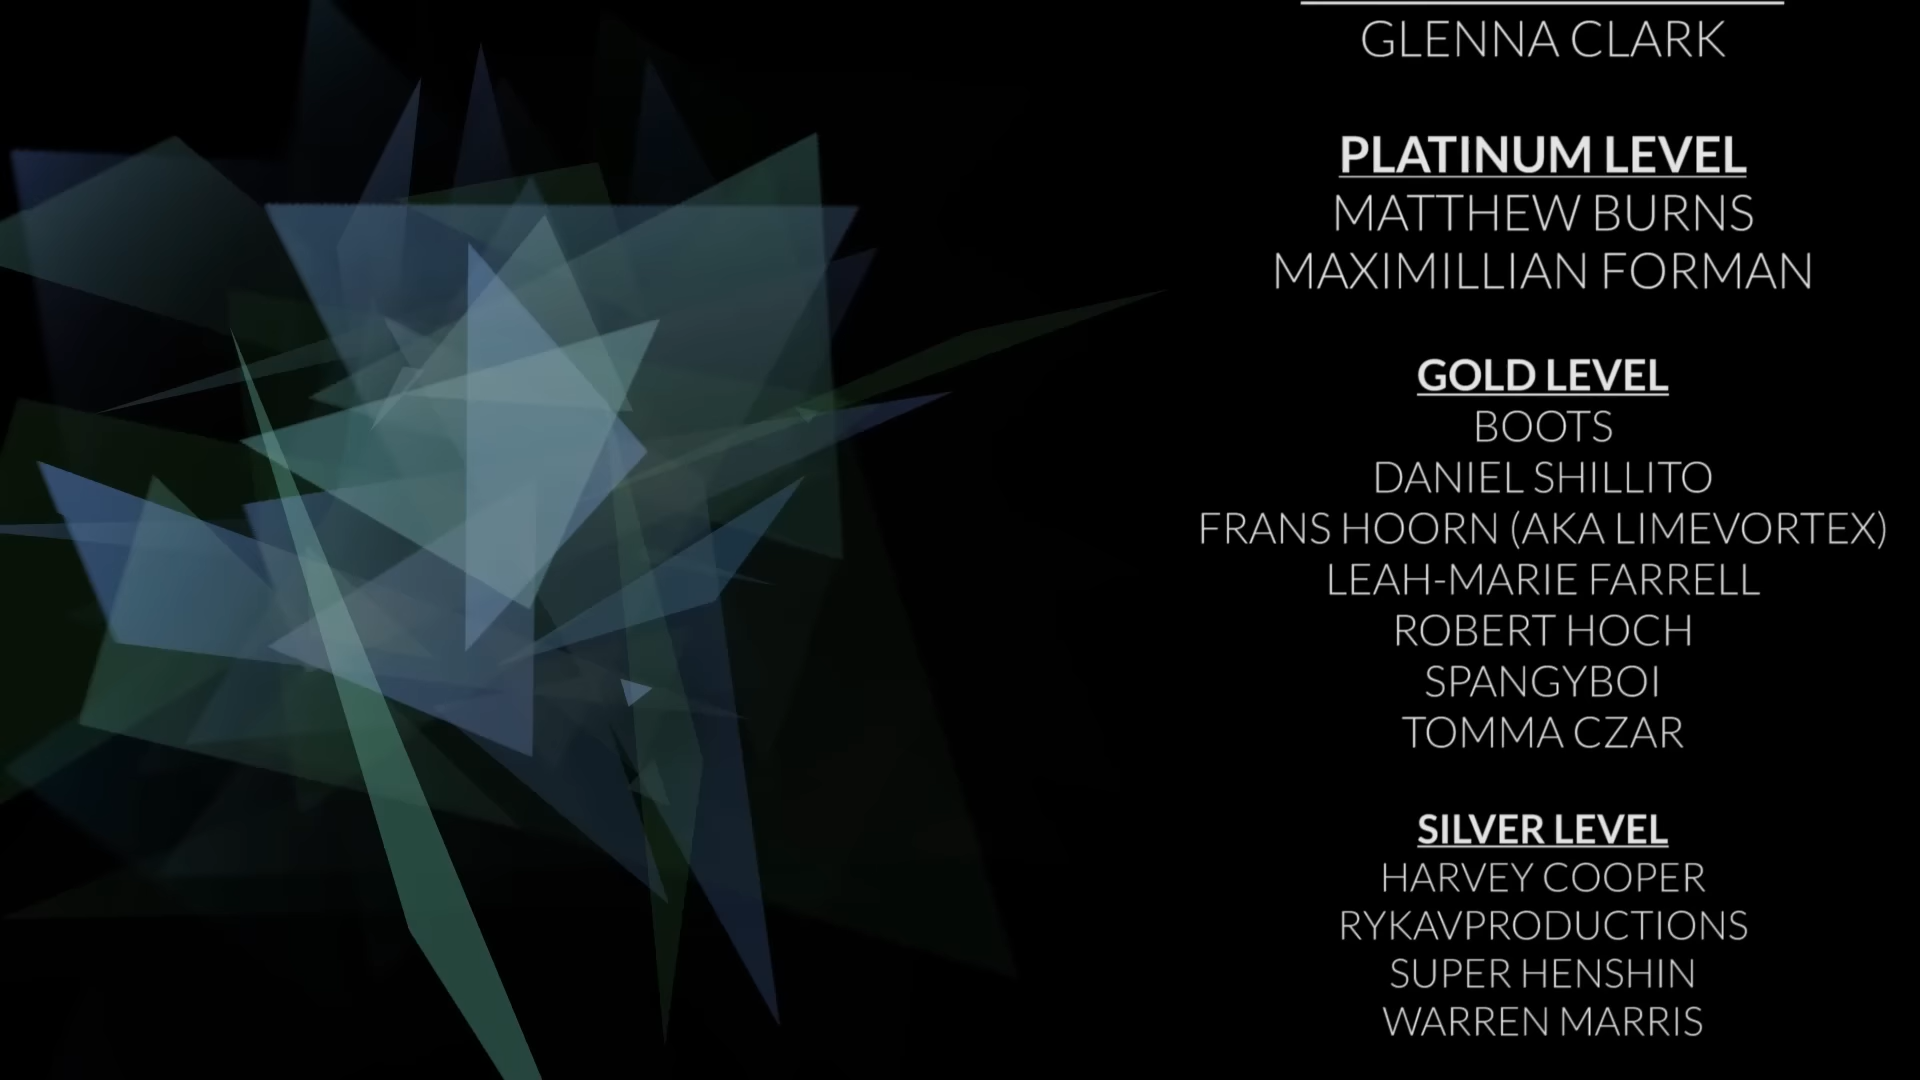 GLENNA CLARK
PLATINUM LEVEL
MATTHEW BURNS
MAXIMILLIAN FORMAN
GOLD LEVEL
BOOTS
DANIEL SHILLITO
FRANS HOORN (AKA LIMEVORTEX)
LEAH-MARIE FARRELL
ROBERT HOCH
SPANGYBOI
TOMMA CZAR
SILVER LEVEL
HARVEY COOPER
RYKAVPRODUCTIONS
SUPER HENSHIN
WARREN MARRIS